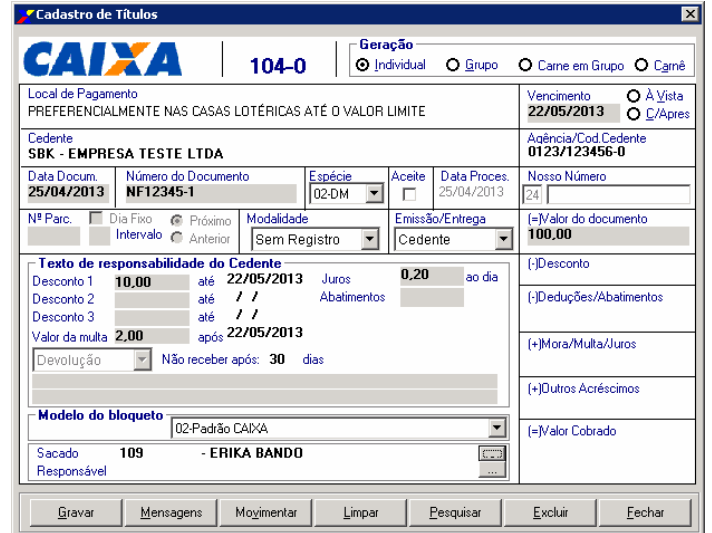 Cadastro de Títulos
CAIXA
104-0
Geração
Individual Grupo Carne em Grupo Carnê
Local de Pagamento
PREFERENCIALMENTE NAS CASAS LOTÉRICAS ATÉ O VALOR LIMITE
Vencimento À Vista
22/05/2013 C/Apres
Cedente
SBK - EMPRESA TESTE LTDA
Agência/Cod.Cedente
0123/123456-0
Data Docum. Número do Documento Espécie Aceite Data Proces. Nosso Número
25/04/2013 NF12345-1 02-DM 25/04/2013 24
Nº Parc. Dia Fixo Próximo Modalidade Emissão/Entrega (=)Valor do documento
Intervalo Anterior Sem Registro Cedente 100,00
Texto de responsabilidade do Cedente
Desconto 1 10,00 até 22/05/2013 Juros 0,20 ao dia
Desconto 2 até / / Abatimentos
Desconto 3 até / /
Valor da multa 2,00 após 22/05/2013
Devolução Não receber após: 30 dias
(-)Desconto
(-)Deduções/Abatimentos
(+)Mora/Multa/Juros
(+)Outros Acréscimos
(=)Valor Cobrado
Modelo do bloqueto
02-Padrão CAIXA
Sacado 109 - ERIKA BANDO ...
Responsável ...
Gravar Mensagens Movimentar Limpar Pesquisar Excluir Fechar